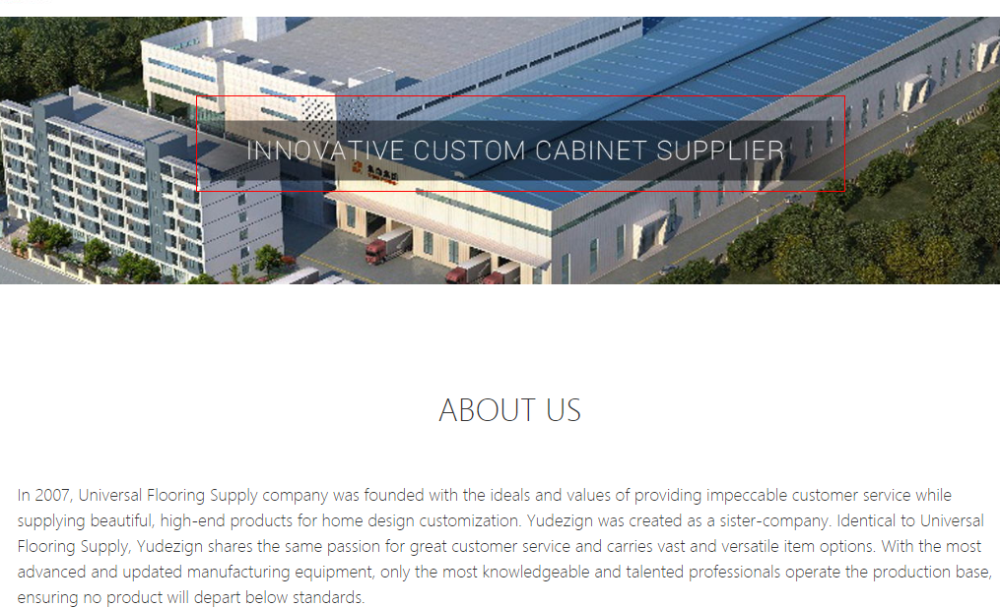 INNOVATIVE CUSTOM CABINET SUPPLIER
ABOUT US
In 2007, Universal Flooring Supply company was founded with the ideals and values of providing impeccable customer service while
supplying beautiful, high-end products for home design customization. Yudezign was created as a sister-company. Identical to Universal
Flooring Supply, Yudezign shares the same passion for great customer service and carries vast and versatile item options. With the most
advanced and updated manufacturing equipment, only the most knowledgeable and talented professionals operate the production base,
ensuring no product will depart below standards.